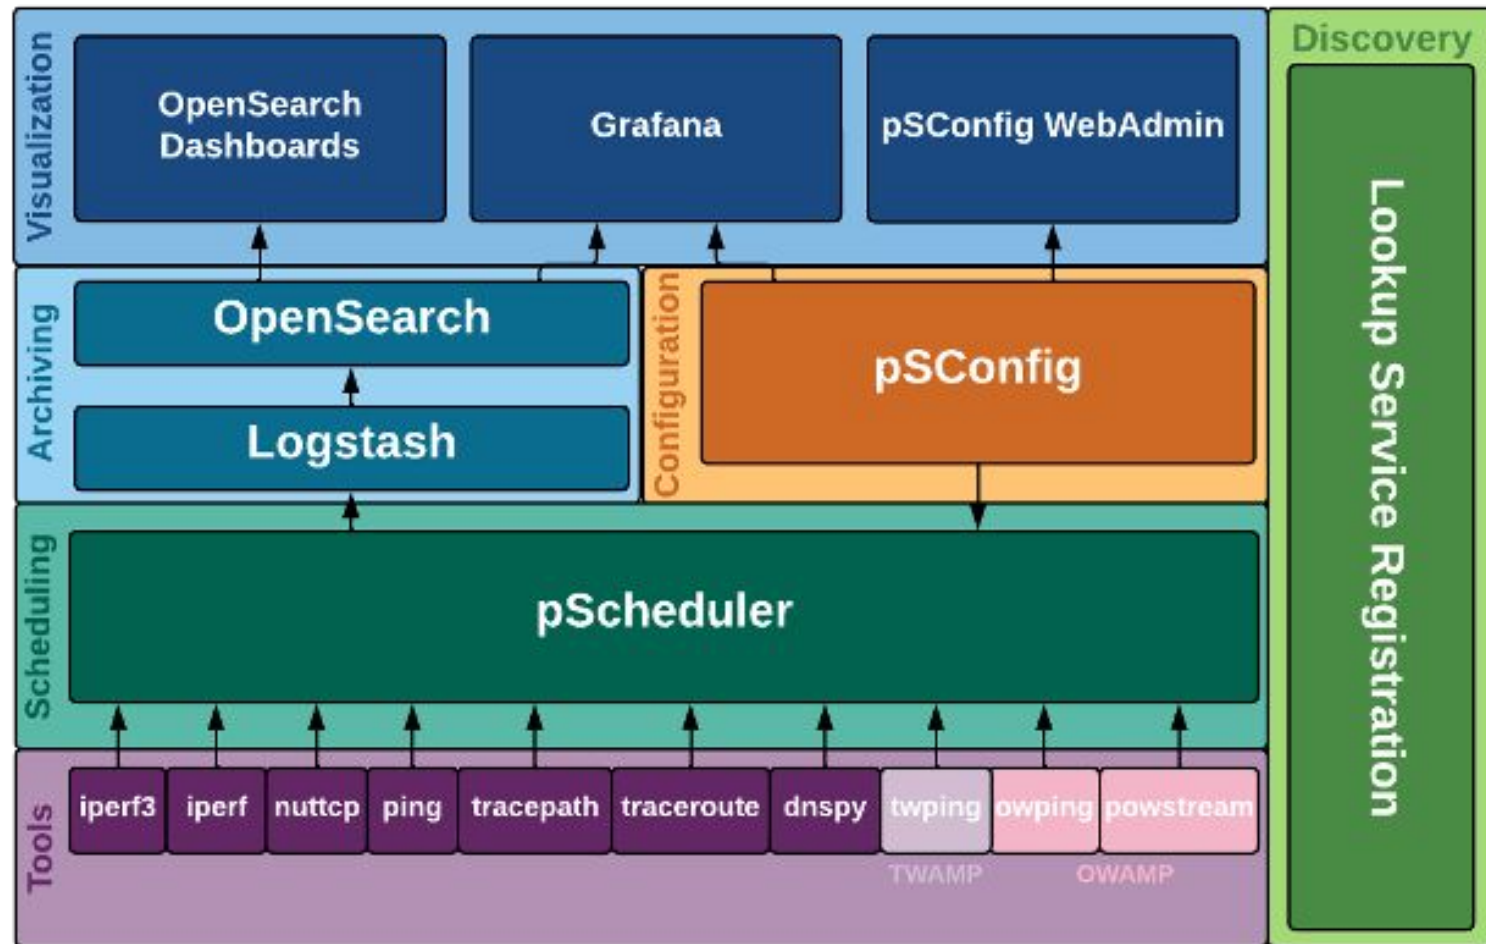 Visualization
OpenSearch
Dashboards
Grafana
pSConfig WebAdmin
Discovery
Lookup Service Registration
Archiving
OpenSearch
Logstash
Configuration
pSConfig
Scheduling
pScheduler
Tools
iperf3
iperf
nuttcp
ping
tracepath
traceroute
dnspy
twping
owping
powstream
TWAMP
OWAMP